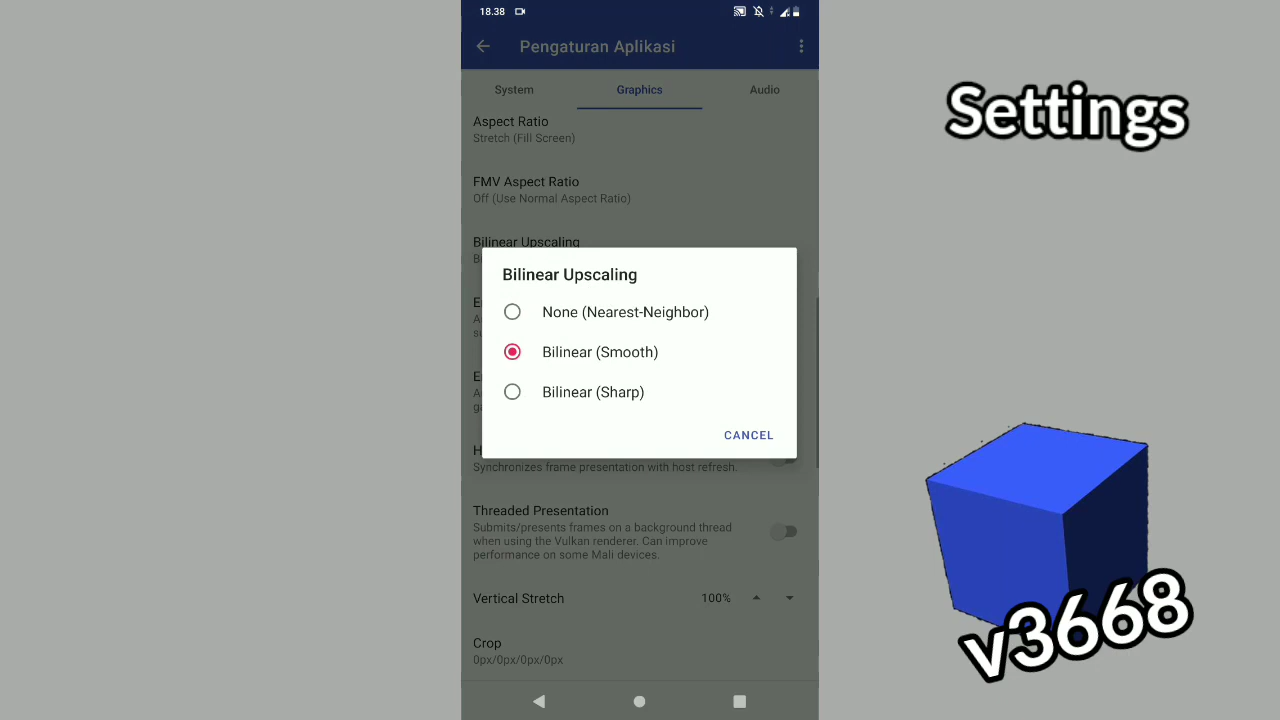 18.38
Pengaturan Aplikasi
System
Graphics
Audio
Aspect Ratio
Stretch (Fill Screen)
FMV Aspect Ratio
Off (Use Normal Aspect Ratio)
Bilinear Upscaling
Bilinear Upscaling
None (Nearest-Neighbor)
Bilinear (Smooth)
Bilinear (Sharp)
CANCEL
Synchronizes frame presentation with host refresh.
Threaded Presentation
Submits/presents frames on a background thread
when using the Vulkan renderer. Can improve
performance on some Mali devices.
Vertical Stretch
100%
Crop
0px/0px/0px/0px
Settings
v3668